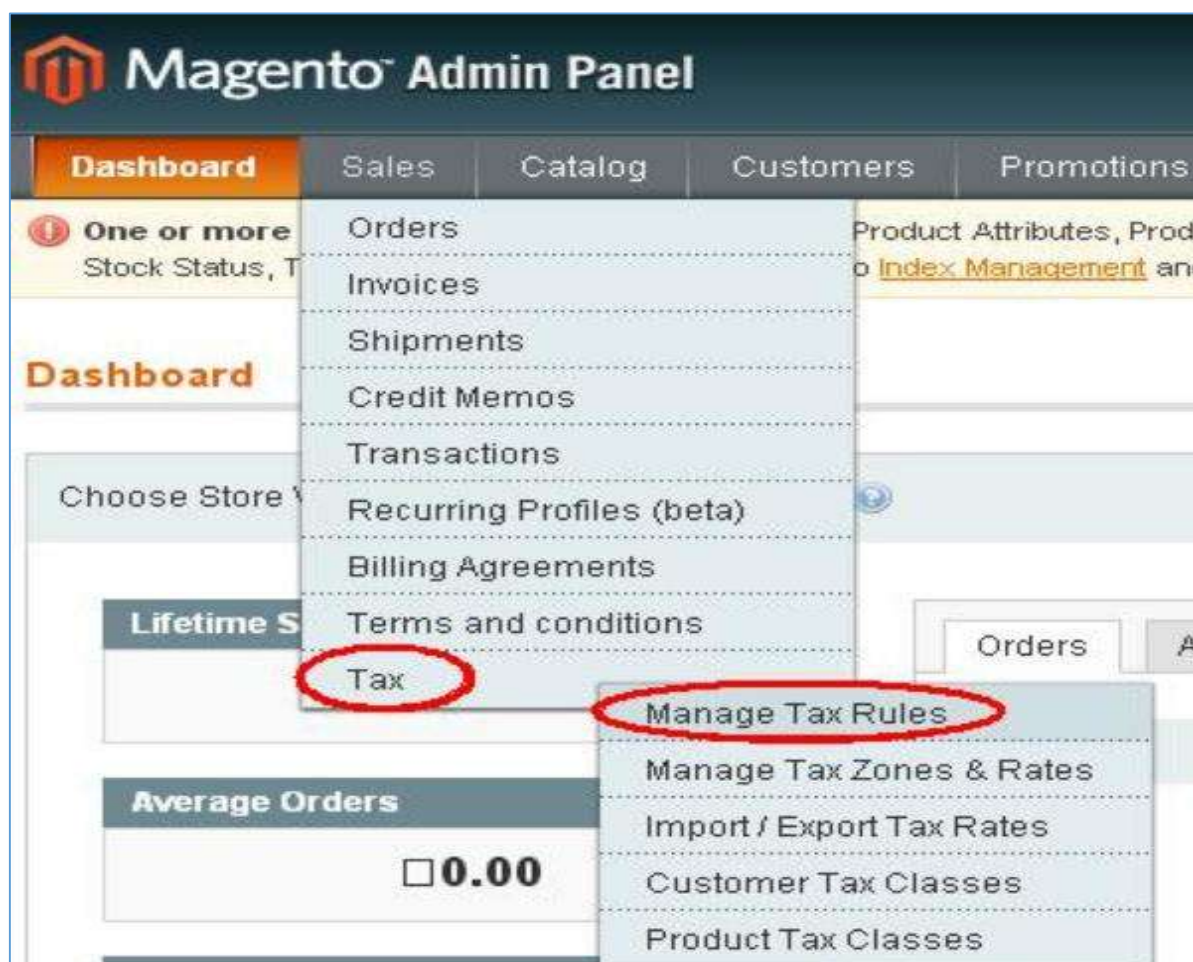 Magento™ Admin Panel
Dashboard Sales Catalog Customers Promotions
One or more Product Attributes, Prod
Stock Status, T o Index Management an
Orders
Invoices
Shipments
Credit Memos
Transactions
Recurring Profiles (beta)
Billing Agreements
Terms and conditions
Tax
Dashboard
Choose Store
Lifetime S
Orders A
Manage Tax Rules
Manage Tax Zones & Rates
Import / Export Tax Rates
Customer Tax Classes
Product Tax Classes
Average Orders
□0.00